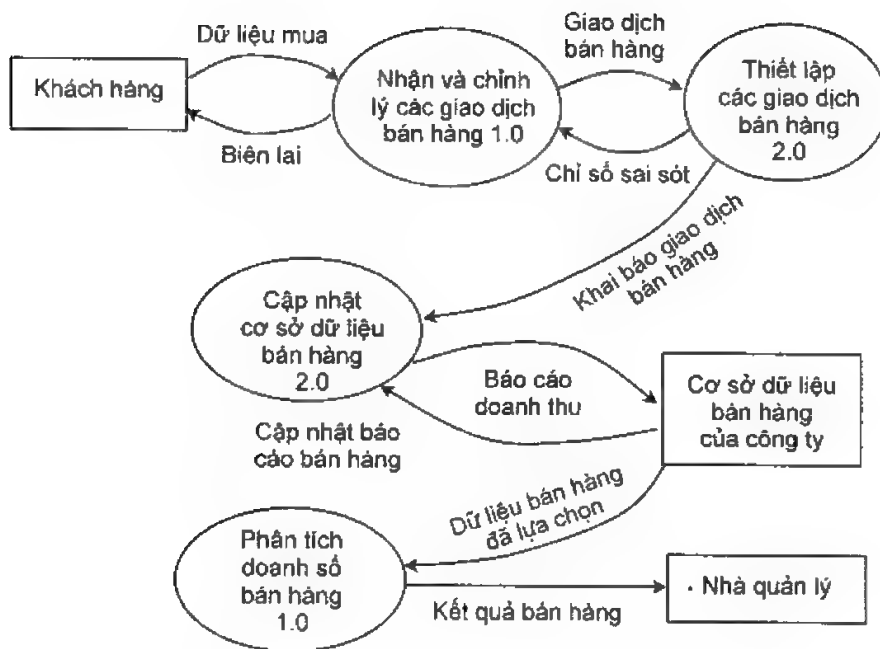 Dữ liệu mua
Khách hàng
Biên lai
Nhận và chỉnh
lý các giao dịch
bán hàng 1.0
Giao dịch
bán hàng
Chỉ số sai sót
Thiết lập
các giao dịch
bán hàng
2.0
Khai báo giao dịch
bán hàng
Cập nhật
cơ sở dữ liệu
bán hàng
2.0
Báo cáo
doanh thu
Cập nhật báo
cáo bán hàng
Cơ sở dữ liệu
bán hàng
của công ty
Dữ liệu bán hàng
đã lựa chọn
Phân tích
doanh số
bán hàng
1.0
Kết quả bán hàng
Nhà quản lý